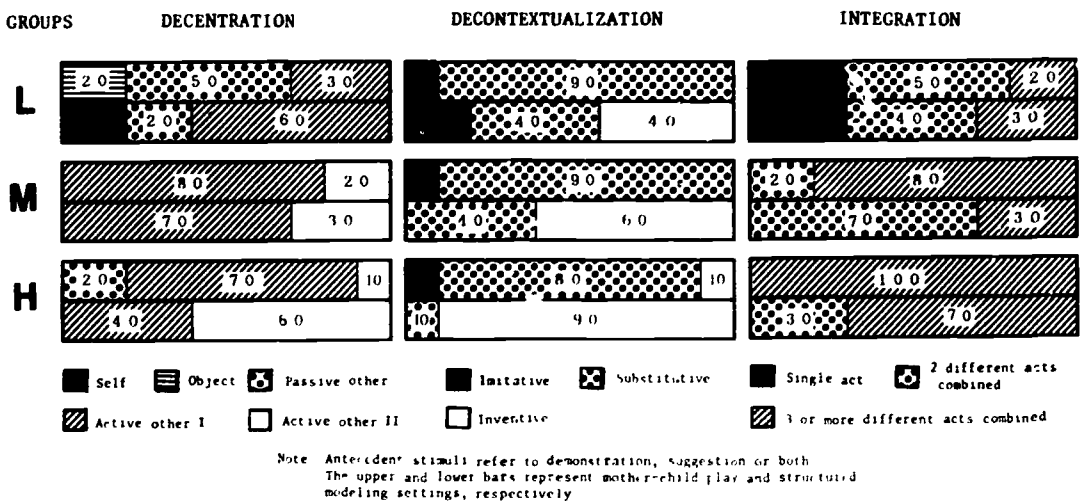 GROUPS DECENTRATION DECONTEXTUALIZATION INTEGRATION
L
20 50 30 90 50 20
20 60 40 40 40 30
M
80 20 90 20 80
70 30 40 60 70 30
H
20 70 10 80 10 100
40 60 10 90 30 70
Self Object Passive other Imitative Substitutive Single act 2 different acts
combined
Active other I Active other II Inventive 3 or more different acts combined
Note Antecedent stimuli refer to demonstration, suggestion or both
The upper and lower bars represent mother-child play and structured
modeling settings, respectively